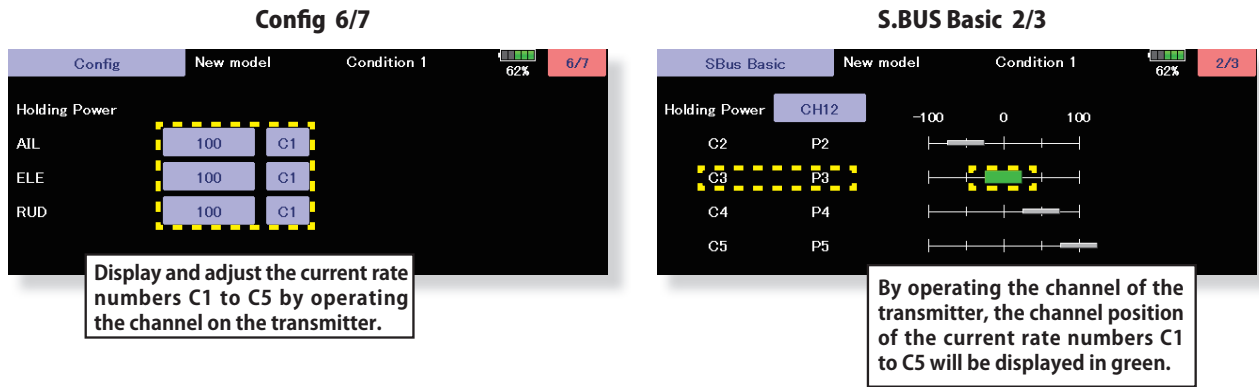 Config 6/7
Config New model Condition 1 62% 6/7
Holding Power
AIL 100 C1
ELE 100 C1
RUD 100 C1
Display and adjust the current rate
numbers C1 to C5 by operating
the channel on the transmitter.
S.BUS Basic 2/3
SBus Basic New model Condition 1 62% 2/3
Holding Power CH12 -100 0 100
C2 P2
C3 P3
C4 P4
C5 P5
By operating the channel of the
transmitter, the channel position
of the current rate numbers C1
to C5 will be displayed in green.